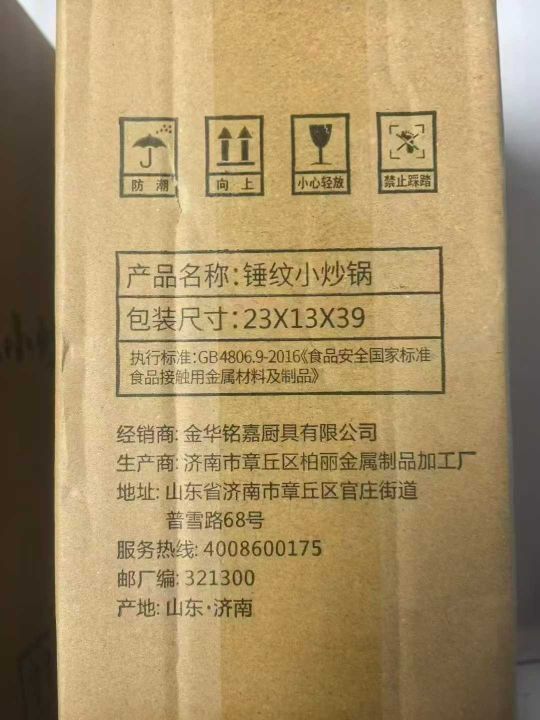 防潮
向上
小心轻放
禁止踩踏
产品名称:锤纹小炒锅
包装尺寸:23X13X39
执行标准:GB4806.9-2016《食品安全国家标准
食品接触用金属材料及制品》
经销商: 金华铭嘉厨具有限公司
生产商: 济南市章丘区柏丽金属制品加工厂
地址: 山东省济南市章丘区官庄街道
普雪路68号
服务热线: 4008600175
邮厂编: 321300
产地: 山东·济南